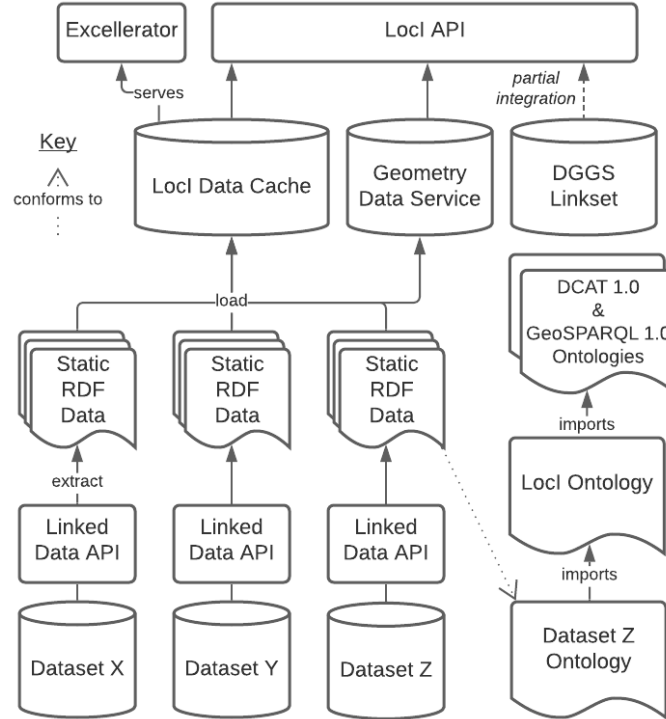 Excellerator
LocI API
serves
partial
integration
Key
conforms to
LocI Data Cache
Geometry
Data Service
DGGS
Linkset
load
DCAT 1.0
&
GeoSPARQL 1.0
Ontologies
Static
RDF
Data
Static
RDF
Data
Static
RDF
Data
imports
extract
LocI Ontology
Linked
Data API
Linked
Data API
Linked
Data API
imports
Dataset X
Dataset Y
Dataset Z
Dataset Z
Ontology